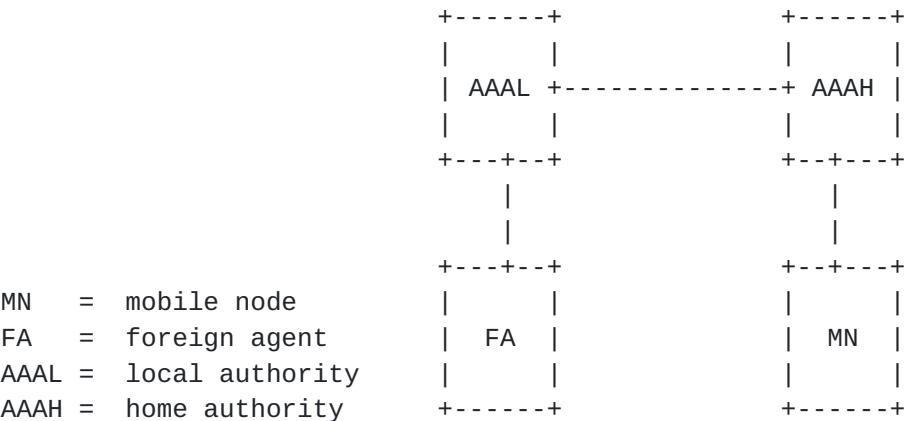 +------+              +------+
                         |      |              |      |
                         | AAAL +--------------+ AAAH |
                         |      |              |      |
                         +---+--+              +--+---+
                             |                    |
                             |                    |
                         +---+--+              +--+---+
MN   =  mobile node      |      |              |      |
FA   =  foreign agent    |  FA  |              |  MN  |
AAAL =  local authority  |      |              |      |
AAAH =  home authority   +------+              +------+